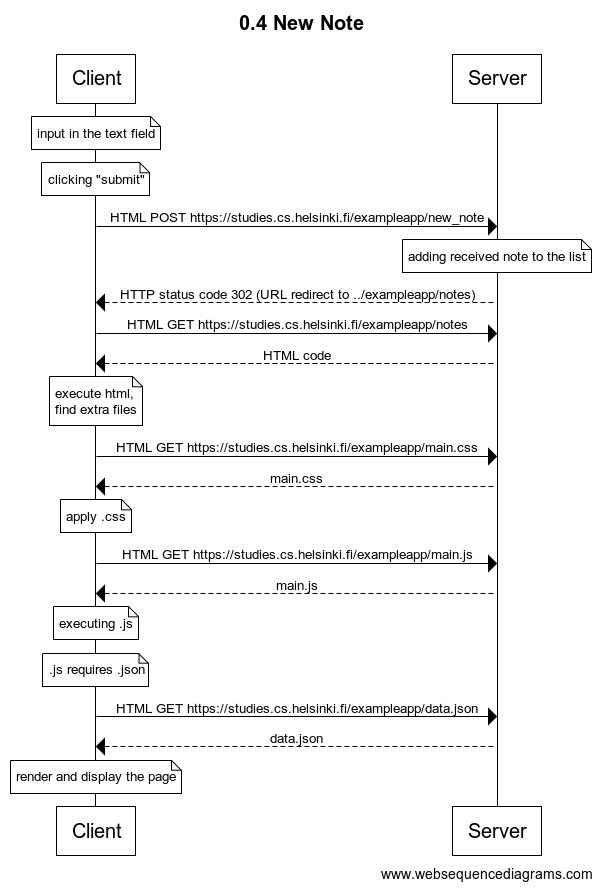 0.4 New Note
Client
Server
input in the text field
clicking "submit"
HTML POST https://studies.cs.helsinki.fi/exampleapp/new_note
adding received note to the list
HTTP status code 302 (URL redirect to ../exampleapp/notes)
HTML GET https://studies.cs.helsinki.fi/exampleapp/notes
HTML code
execute html,
find extra files
HTML GET https://studies.cs.helsinki.fi/exampleapp/main.css
main.css
apply .css
HTML GET https://studies.cs.helsinki.fi/exampleapp/main.js
main.js
executing .js
.js requires .json
HTML GET https://studies.cs.helsinki.fi/exampleapp/data.json
data.json
render and display the page
Client
Server
www.websequencediagrams.com